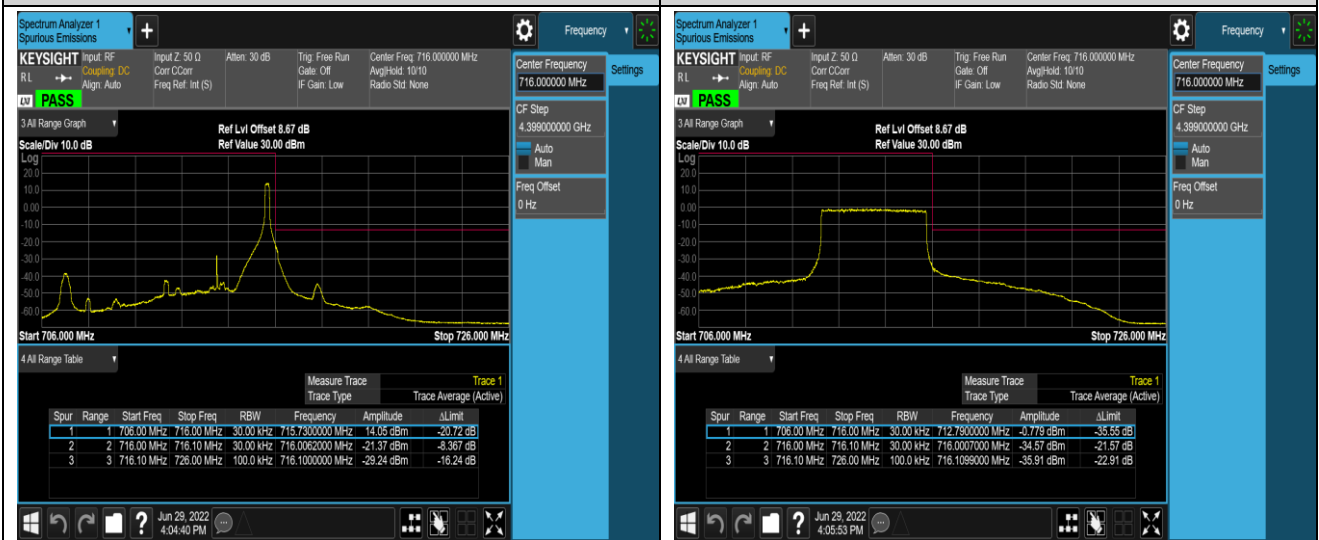 Spectrum Analyzer 1
Spurious Emissions
Frequency
KEYSIGHT Input: RF Input Z: 50 Ω Atten: 30 dB Trig: Free Run Center Freq: 716.000000 MHz
Coupling: DC Corr CCorr Gate: Off Avg|Hold: 10/10
RL Align: Auto Freq Ref: Int (S) IF Gain: Low Radio Std: None
LXI PASS
Center Frequency
716.000000 MHz
Settings
CF Step
4.399000000 GHz
Auto
Man
Freq Offset
0 Hz
3 All Range Graph
Ref Lvl Offset 8.67 dB
Scale/Div 10.0 dB Ref Value 30.00 dBm
Log
20.0
10.0
0.00
-10.0
-20.0
-30.0
-40.0
-50.0
-60.0
Start 706.000 MHz Stop 726.000 MHz
4 All Range Table
Measure Trace Trace 1
Trace Type Trace Average (Active)
Spur Range Start Freq Stop Freq RBW Frequency Amplitude ΔLimit
1 1 706.00 MHz 716.00 MHz 30.00 kHz 715.7300000 MHz 14.05 dBm -20.72 dB
2 2 716.00 MHz 716.10 MHz 30.00 kHz 716.0062000 MHz -21.37 dBm -8.367 dB
3 3 716.10 MHz 726.00 MHz 100.0 kHz 716.1000000 MHz -29.24 dBm -16.24 dB
Jun 29, 2022
4:04:40 PM
Spectrum Analyzer 1
Spurious Emissions
Frequency
KEYSIGHT Input: RF Input Z: 50 Ω Atten: 30 dB Trig: Free Run Center Freq: 716.000000 MHz
Coupling: DC Corr CCorr Gate: Off Avg|Hold: 10/10
RL Align: Auto Freq Ref: Int (S) IF Gain: Low Radio Std: None
LXI PASS
Center Frequency
716.000000 MHz
Settings
CF Step
4.399000000 GHz
Auto
Man
Freq Offset
0 Hz
3 All Range Graph
Ref Lvl Offset 8.67 dB
Scale/Div 10.0 dB Ref Value 30.00 dBm
Log
20.0
10.0
0.00
-10.0
-20.0
-30.0
-40.0
-50.0
-60.0
Start 706.000 MHz Stop 726.000 MHz
4 All Range Table
Measure Trace Trace 1
Trace Type Trace Average (Active)
Spur Range Start Freq Stop Freq RBW Frequency Amplitude ΔLimit
1 1 706.00 MHz 716.00 MHz 30.00 kHz 712.7900000 MHz -0.779 dBm -35.55 dB
2 2 716.00 MHz 716.10 MHz 30.00 kHz 716.0007000 MHz -34.57 dBm -21.57 dB
3 3 716.10 MHz 726.00 MHz 100.0 kHz 716.1099000 MHz -35.91 dBm -22.91 dB
Jun 29, 2022
4:05:53 PM